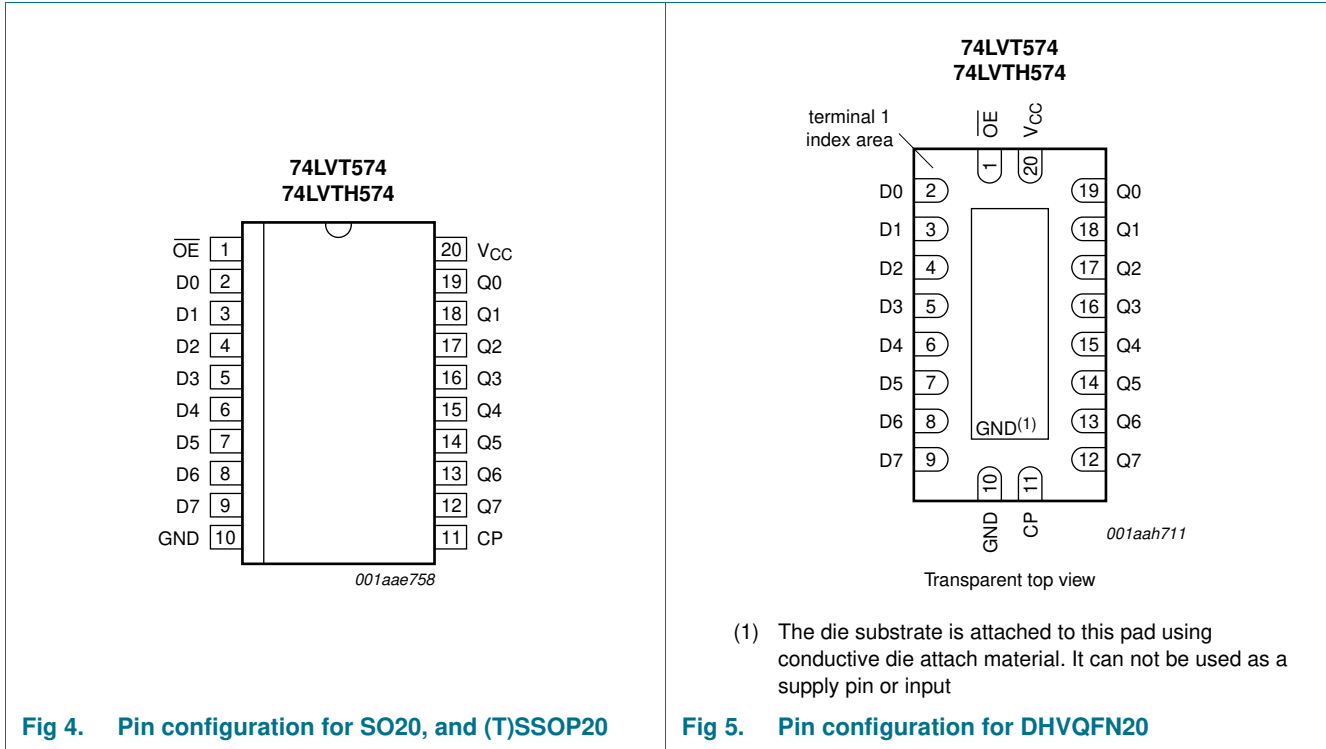 74LVT574
74LVTH574
OE 1 20 VCC
D0 2 19 Q0
D1 3 18 Q1
D2 4 17 Q2
D3 5 16 Q3
D4 6 15 Q4
D5 7 14 Q5
D6 8 13 Q6
D7 9 12 Q7
GND 10 11 CP
001aae758
Fig 4. Pin configuration for SO20, and (T)SSOP20
74LVT574
74LVTH574
terminal 1
index area
OE VCC
1 20
D0 2 19 Q0
D1 3 18 Q1
D2 4 17 Q2
D3 5 16 Q3
D4 6 15 Q4
D5 7 14 Q5
D6 8 GND(1) 13 Q6
D7 9 12 Q7
10 11
GND CP
001aah711
Transparent top view
(1) The die substrate is attached to this pad using
conductive die attach material. It can not be used as a
supply pin or input
Fig 5. Pin configuration for DHVQFN20